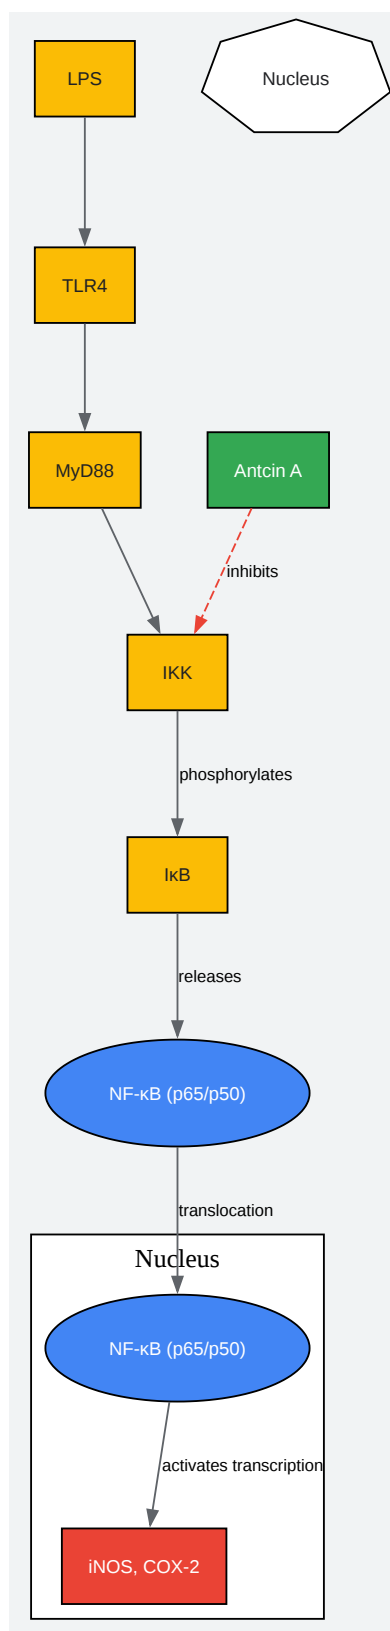 LPS
Nucleus
TLR4
MyD88
Antcin A
inhibits
IKK
phosphorylates
IκB
releases
NF-κB (p65/p50)
translocation
Nucleus
NF-κB (p65/p50)
activates transcription
iNOS, COX-2